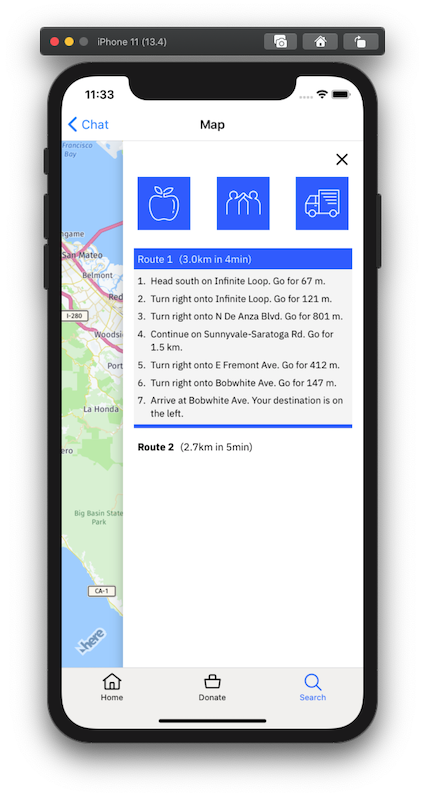 iPhone 11 (13.4)
11:33
Chat
Map
Francisco
Bay
San Mateo
Belmont
I-280
La Honda
Big Basin State
Park
CA-1
here
Route 1 (3.0km in 4min)
1. Head south on Infinite Loop. Go for 67 m.
2. Turn right onto Infinite Loop. Go for 121 m.
3. Turn right onto N De Anza Blvd. Go for 801 m.
4. Continue on Sunnyvale-Saratoga Rd. Go for
1.5 km.
5. Turn right onto E Fremont Ave. Go for 412 m.
6. Turn right onto Bobwhite Ave. Go for 147 m.
7. Arrive at Bobwhite Ave. Your destination is on
the left.
Route 2 (2.7km in 5min)
Home
Donate
Search